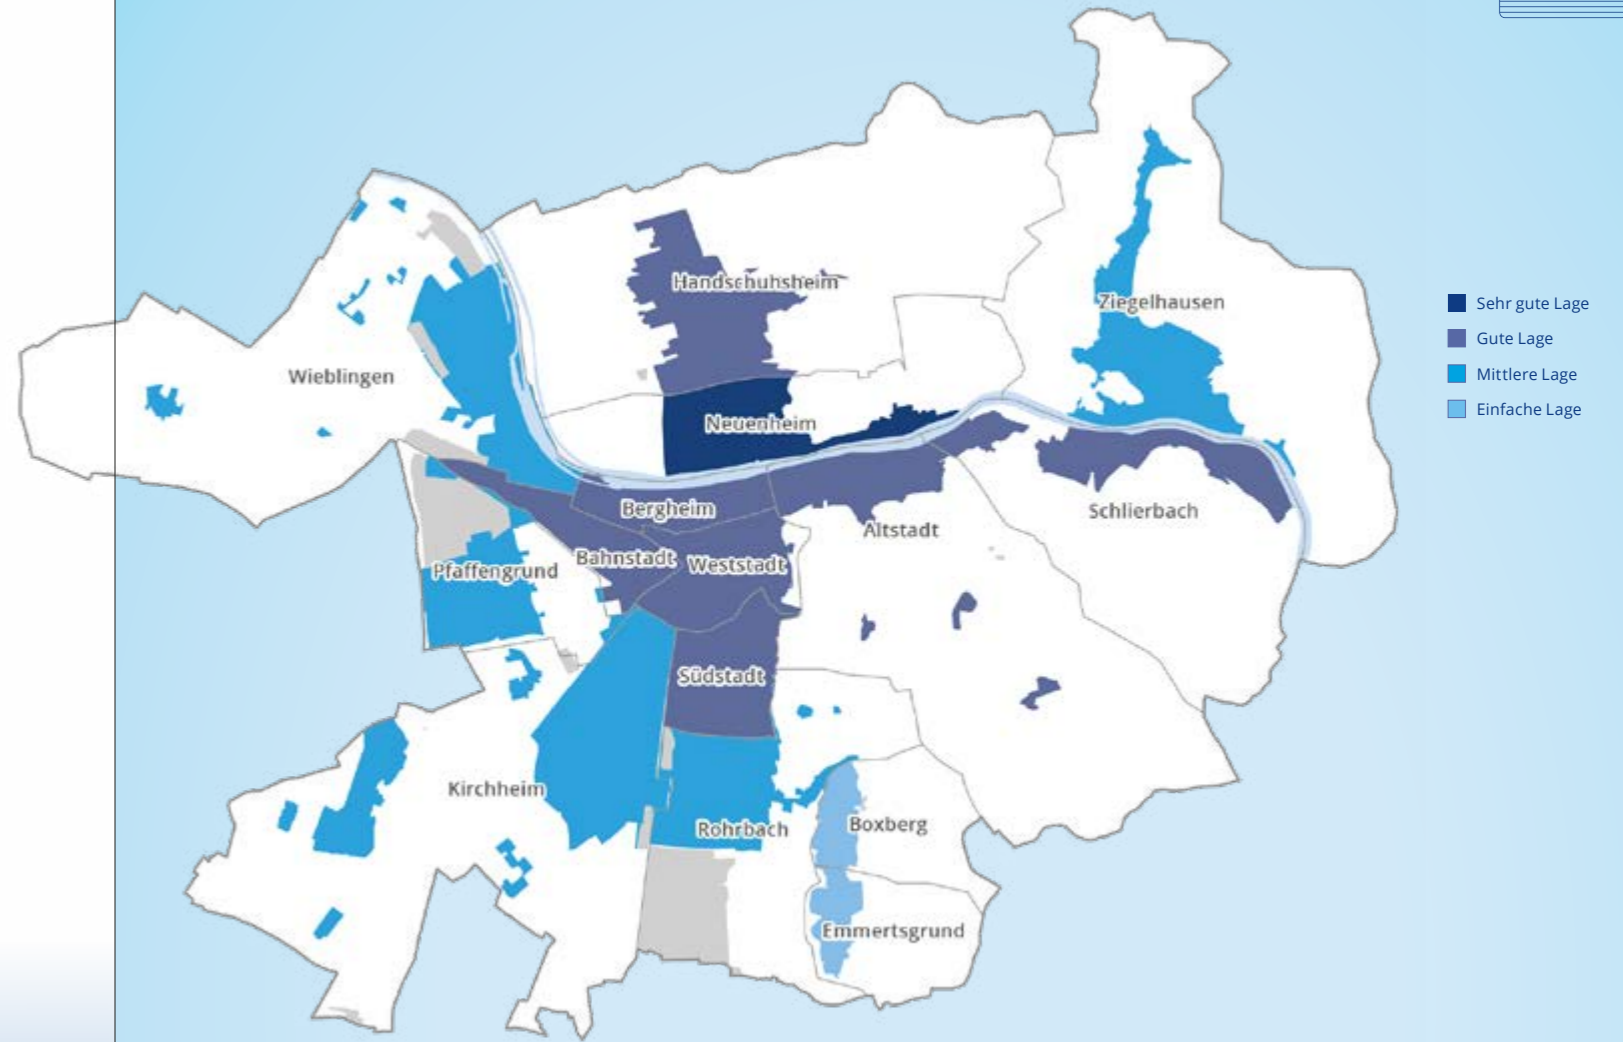 Handschuhsheim
Ziegelhausen
Sehr gute Lage
Gute Lage
Mittlere Lage
Einfache Lage
Wieblingen
Neuenheim
Bergheim
Schlierbach
Altstadt
Bahnstadt
Weststadt
Pfaffengrund
Südstadt
Kirchheim
Boxberg
Rohrbach
Emmertsgrund